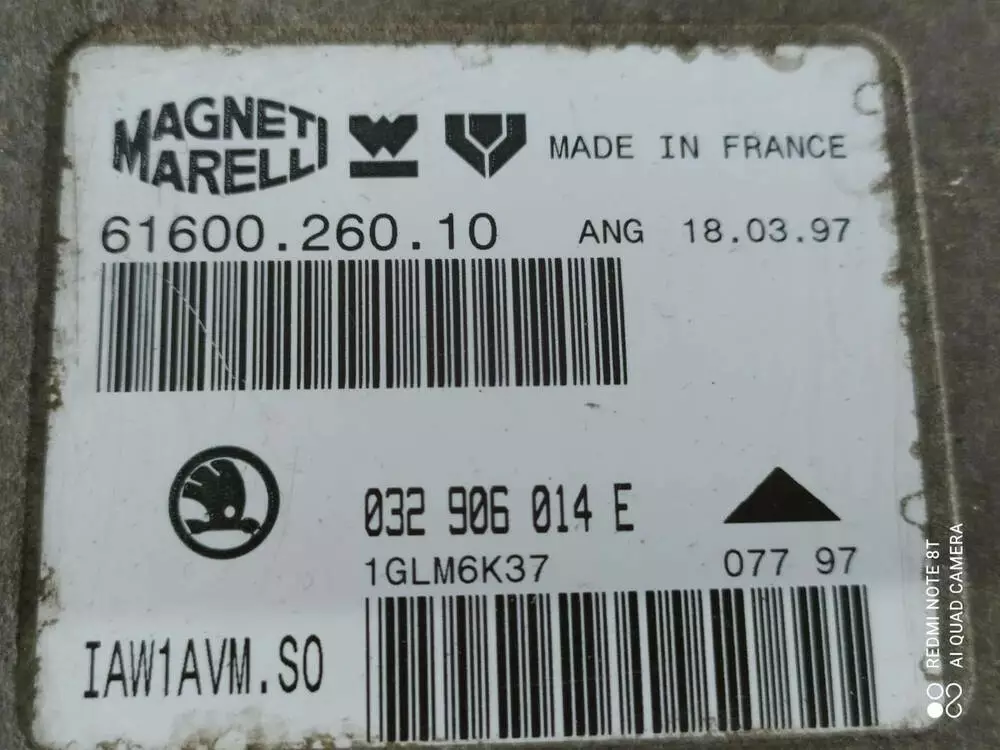 MAGNETI
MARELLI
MADE IN FRANCE
61600.260.10 ANG 18.03.97
032 906 014 E
1GLM6K37 077 97
IAW1AVM.S0
REDMI NOTE 8T
AI QUAD CAMERA